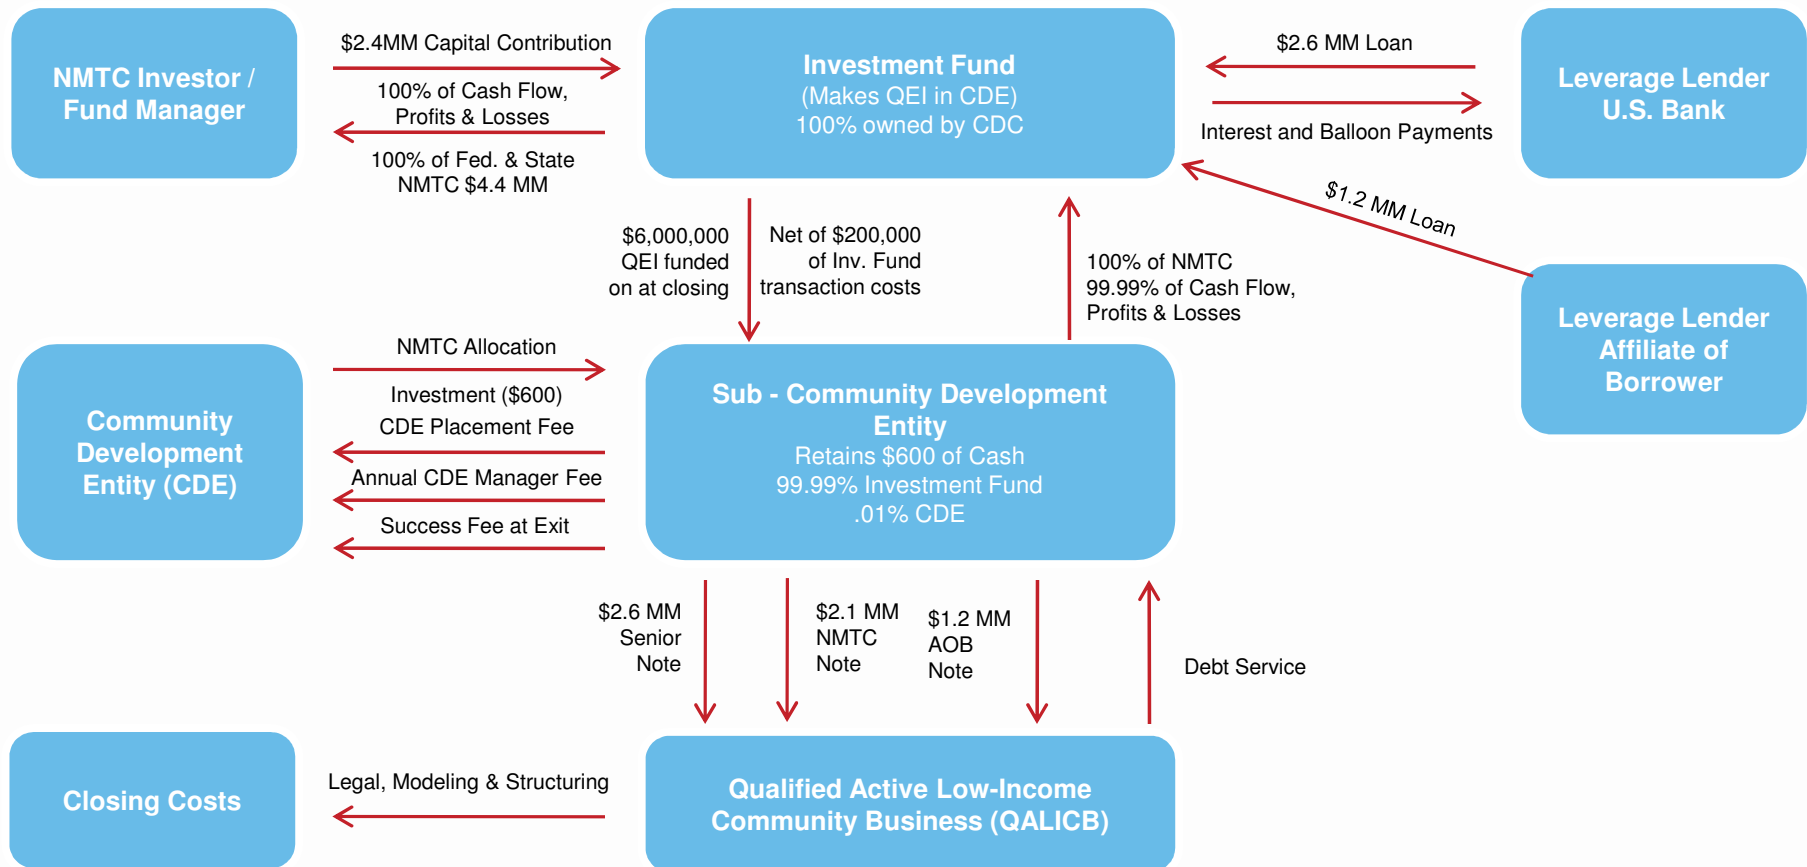 NMTC Investor /
Fund Manager
$2.4MM Capital Contribution
100% of Cash Flow,
Profits & Losses
100% of Fed. & State
NMTC $4.4 MM
Investment Fund
(Makes QEI in CDE)
100% owned by CDC
$2.6 MM Loan
Interest and Balloon Payments
Leverage Lender
U.S. Bank
$1.2 MM Loan
$6,000,000
QEI funded
on at closing
Net of $200,000
of Inv. Fund
transaction costs
100% of NMTC
99.99% of Cash Flow,
Profits & Losses
Leverage Lender
Affiliate of
Borrower
Community
Development
Entity (CDE)
NMTC Allocation
Investment ($600)
CDE Placement Fee
Annual CDE Manager Fee
Success Fee at Exit
Sub - Community Development
Entity
Retains $600 of Cash
99.99% Investment Fund
.01% CDE
$2.6 MM
Senior
Note
$2.1 MM
NMTC
Note
$1.2 MM
AOB
Note
Debt Service
Closing Costs
Legal, Modeling & Structuring
Qualified Active Low-Income
Community Business (QALICB)